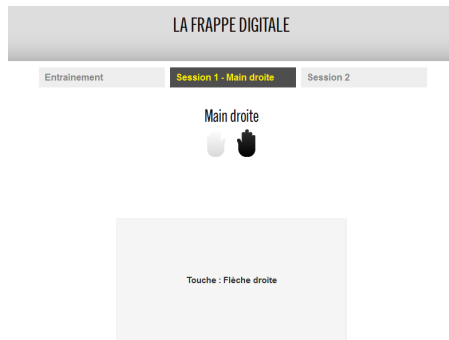 LA FRAPPE DIGITALE
Entrainement Session 1 - Main droite Session 2
Main droite
Touche : Flèche droite